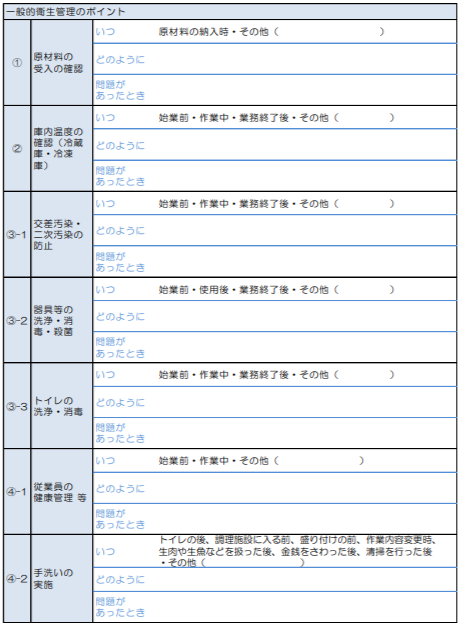 一般的衛生管理のポイント
① 原材料の
受入の確認
いつ 原材料の納入時・その他（ ）
どのように
問題が
あったとき
② 庫内温度の
確認（冷蔵
庫・冷凍
庫）
いつ 始業前・作業中・業務終了後・その他（ ）
どのように
問題が
あったとき
③-1 交差汚染・
二次汚染の
防止
いつ 始業前・作業中・業務終了後・その他（ ）
どのように
問題が
あったとき
③-2 器具等の
洗浄・消
毒・殺菌
いつ 始業前・使用後・業務終了後・その他（ ）
どのように
問題が
あったとき
③-3 トイレの
洗浄・消毒
いつ 始業前・作業中・業務終了後・その他（ ）
どのように
問題が
あったとき
④-1 従業員の
健康管理 等
いつ 始業前・作業中・その他（ ）
どのように
問題が
あったとき
④-2 手洗いの
実施
いつ トイレの後、調理施設に入る前、盛り付けの前、作業内容変更時、
生肉や生魚などを扱った後、金銭をさわった後、清掃を行った後
・その他（ ）
どのように
問題が
あったとき